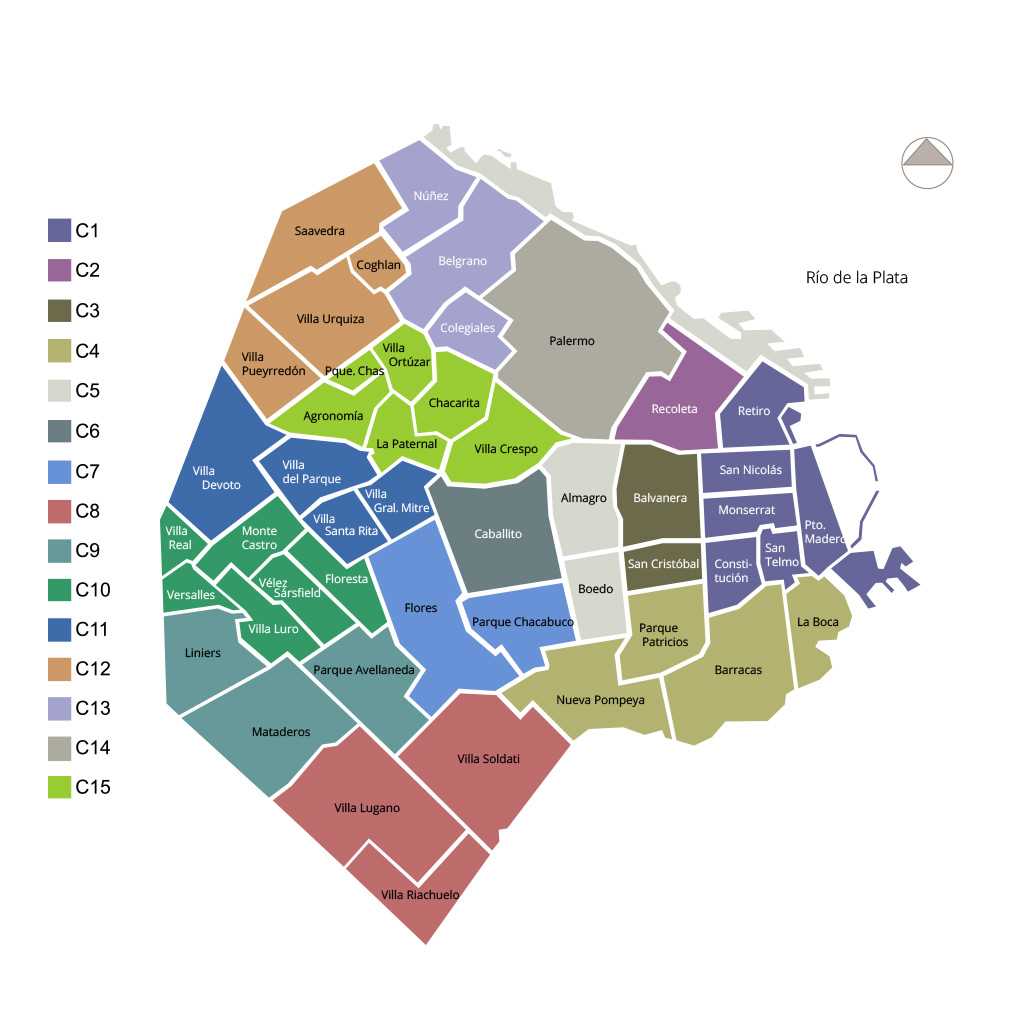 C1
C2
C3
C4
C5
C6
C7
C8
C9
C10
C11
C12
C13
C14
C15
Río de la Plata
Núñez
Saavedra
Belgrano
Coghlan
Villa Urquiza
Colegiales
Palermo
Villa
Ortúzar
Villa
Pueyrredón
Pque. Chas
Chacarita
Agronomía
Recoleta
Retiro
La Paternal
Villa Crespo
Villa
Devoto
Villa
del Parque
San Nicolás
Almagro
Balvanera
Villa
Gral. Mitre
Monserrat
Villa
Santa Rita
Pto.
Madero
Villa
Real
Monte
Castro
Caballito
San
Telmo
San Cristóbal
Consti-
tución
Floresta
Vélez
Sársfield
Versalles
Boedo
Flores
Parque Chacabuco
La Boca
Villa Luro
Parque
Patricios
Liniers
Parque Avellaneda
Barracas
Nueva Pompeya
Mataderos
Villa Soldati
Villa Lugano
Villa Riachuelo